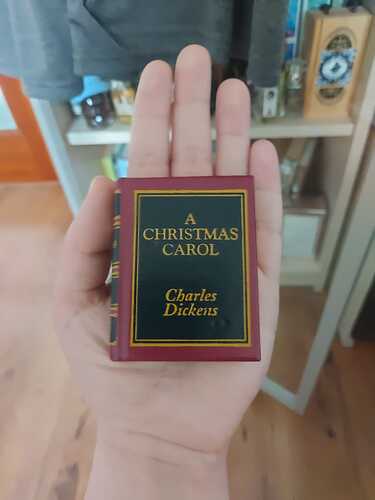 A
CHRISTMAS
CAROL
Charles
Dickens